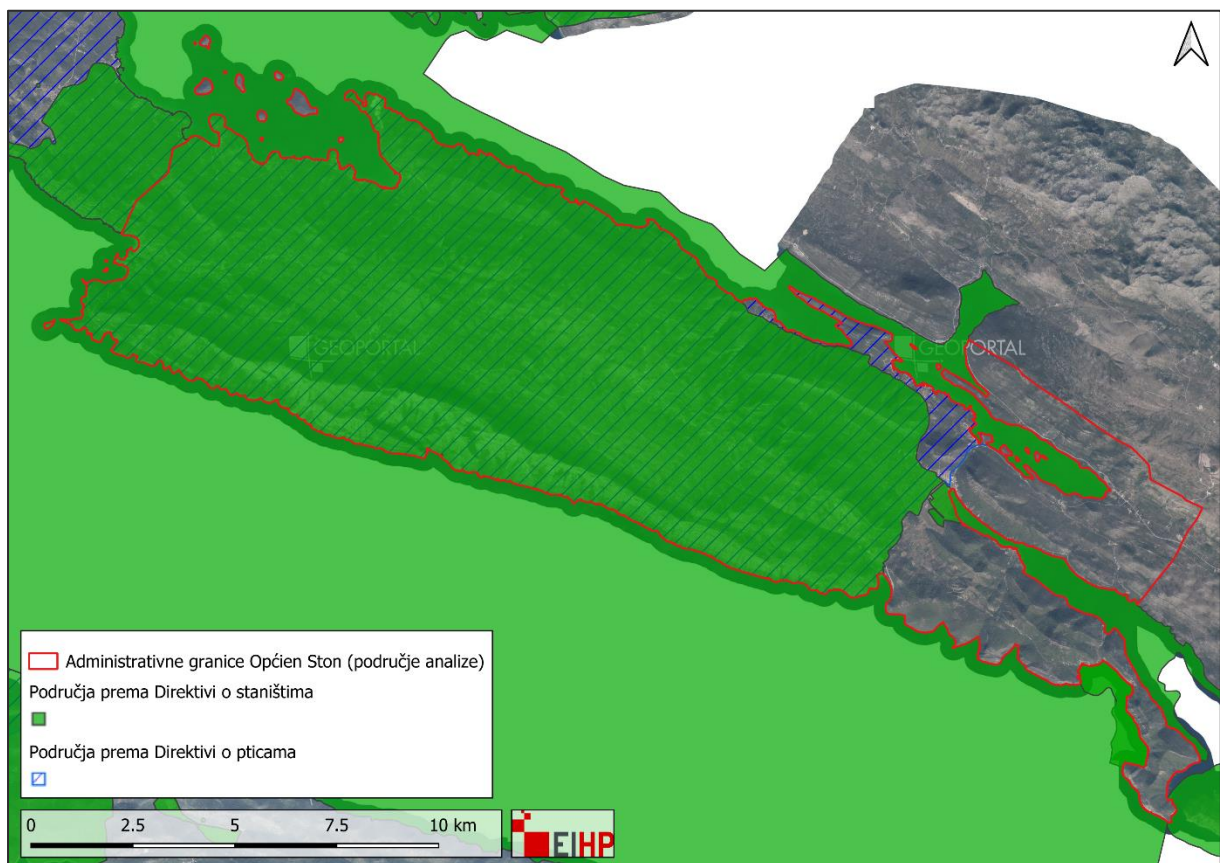 GEOPORTAL
GEOPORTAL
Administrativne granice Općien Ston (područje analize)
Područja prema Direktivi o staništima
Područja prema Direktivi o pticama
0 2.5 5 7.5 10 km
EIHP